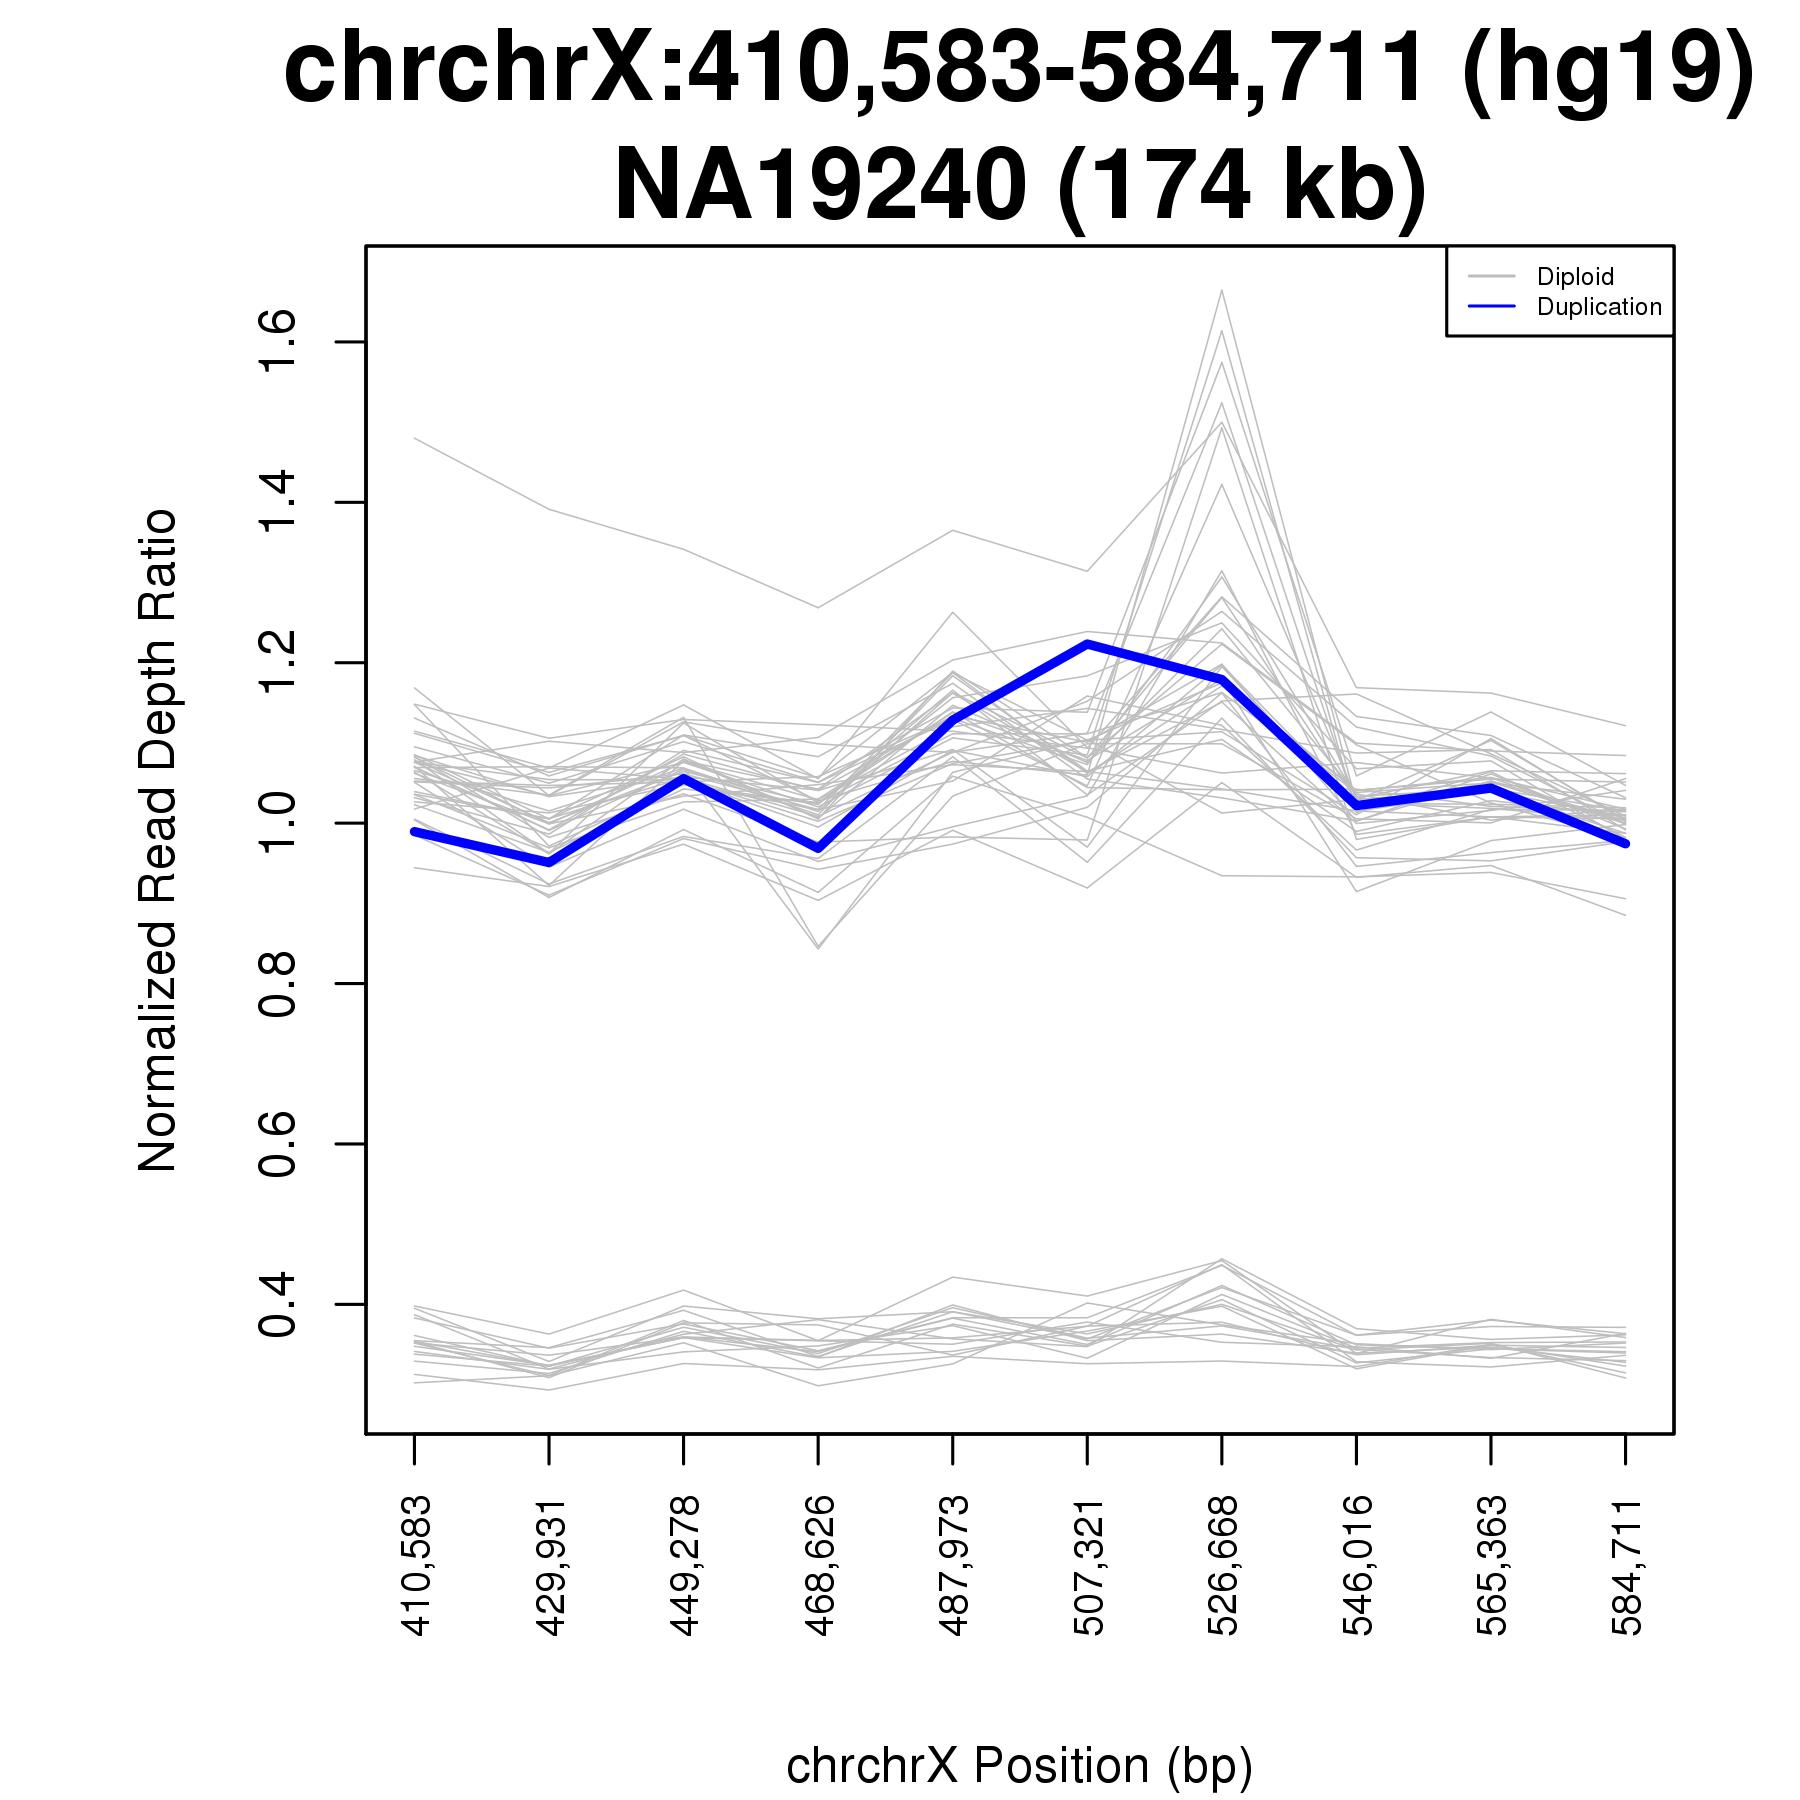 chrchrX:410,583-584,711 (hg19)
NA19240 (174 kb)
Diploid
Duplication
Normalized Read Depth Ratio
1.6
1.4
1.2
1.0
0.8
0.6
0.4
410,583
429,931
449,278
468,626
487,973
507,321
526,668
546,016
565,363
584,711
chrchrX Position (bp)